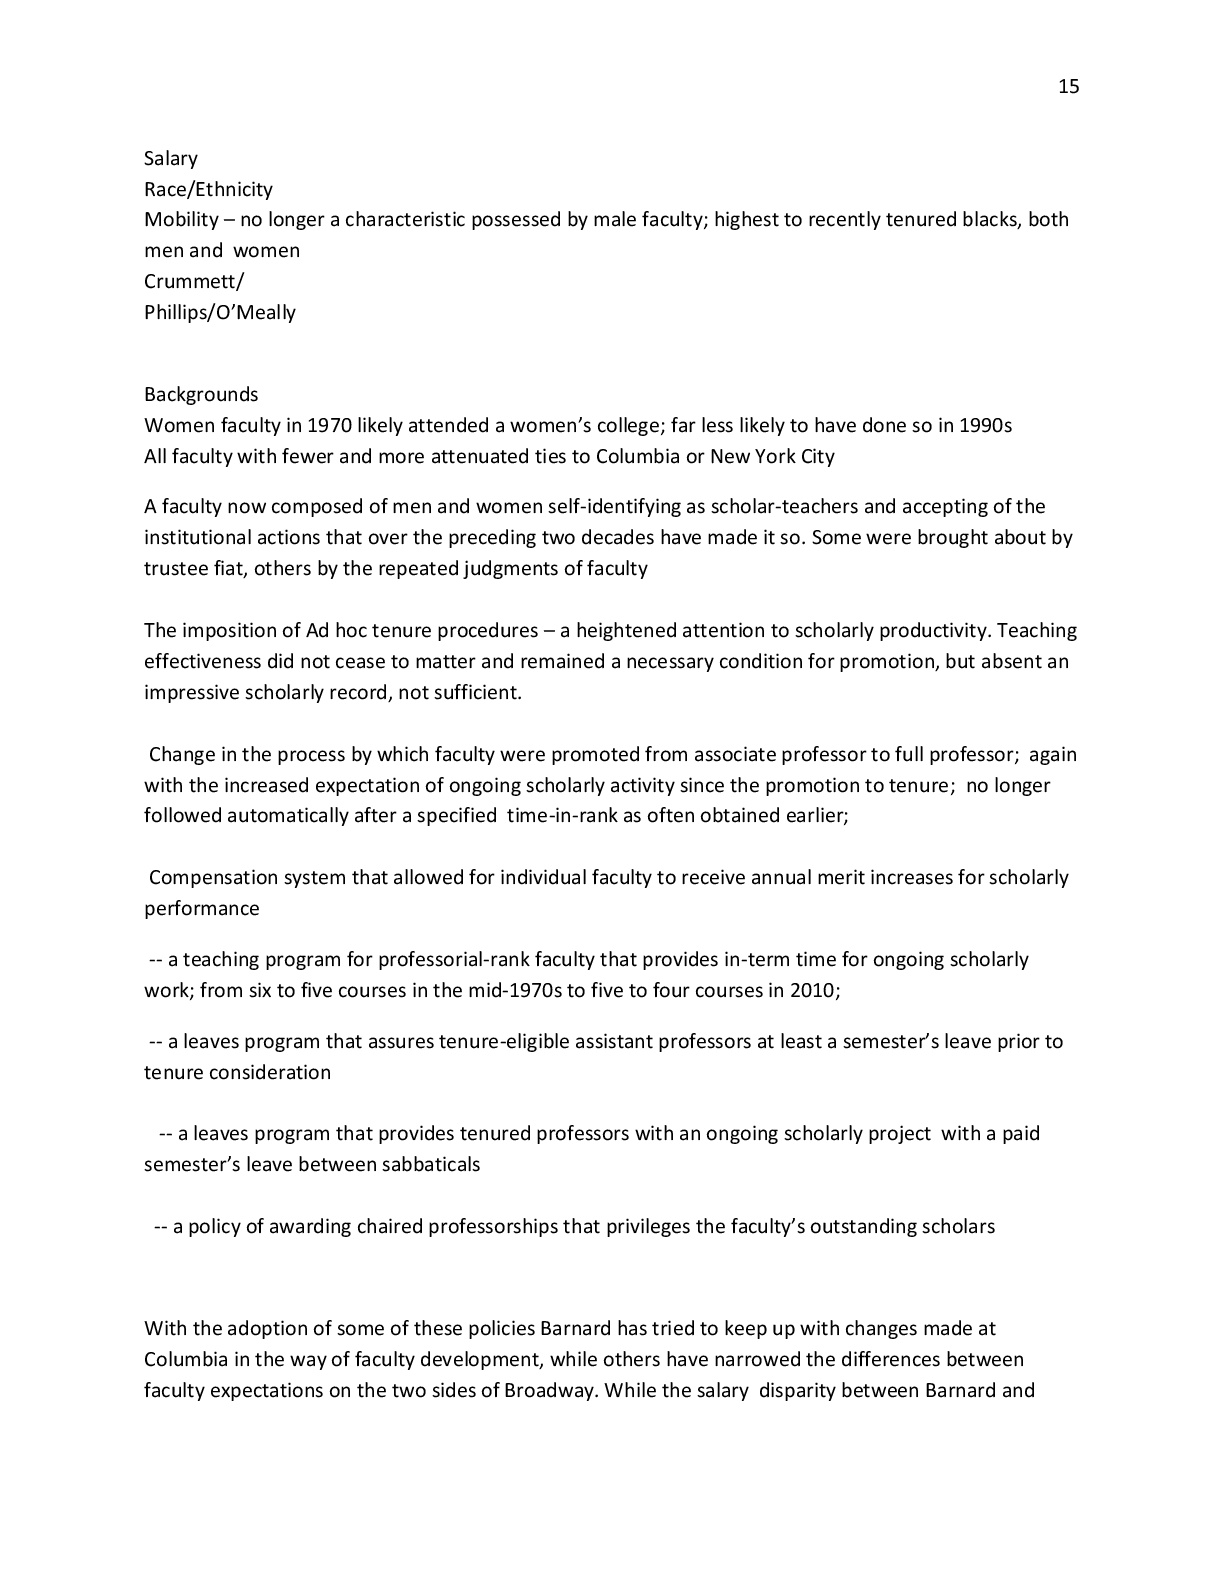 15
Salary
Race/Ethnicity
Mobility – no longer a characteristic possessed by male faculty; highest to recently tenured blacks, both
men and  women
Crummett/
Phillips/O’Meally
Backgrounds
Women faculty in 1970 likely attended a women’s college; far less likely to have done so in 1990s
All faculty with fewer and more attenuated ties to Columbia or New York City
A faculty now composed of men and women self-identifying as scholar-teachers and accepting of the
institutional actions that over the preceding two decades have made it so. Some were brought about by
trustee fiat, others by the repeated judgments of faculty
The imposition of Ad hoc tenure procedures – a heightened attention to scholarly productivity. Teaching
effectiveness did not cease to matter and remained a necessary condition for promotion, but absent an
impressive scholarly record, not sufficient.
Change in the process by which faculty were promoted from associate professor to full professor;  again
with the increased expectation of ongoing scholarly activity since the promotion to tenure;  no longer
followed automatically after a specified  time-in-rank as often obtained earlier;
Compensation system that allowed for individual faculty to receive annual merit increases for scholarly
performance
-- a teaching program for professorial-rank faculty that provides in-term time for ongoing scholarly
work; from six to five courses in the mid-1970s to five to four courses in 2010;
-- a leaves program that assures tenure-eligible assistant professors at least a semester’s leave prior to
tenure consideration
-- a leaves program that provides tenured professors with an ongoing scholarly project  with a paid
semester’s leave between sabbaticals
-- a policy of awarding chaired professorships that privileges the faculty’s outstanding scholars
With the adoption of some of these policies Barnard has tried to keep up with changes made at
Columbia in the way of faculty development, while others have narrowed the differences between
faculty expectations on the two sides of Broadway. While the salary  disparity between Barnard and